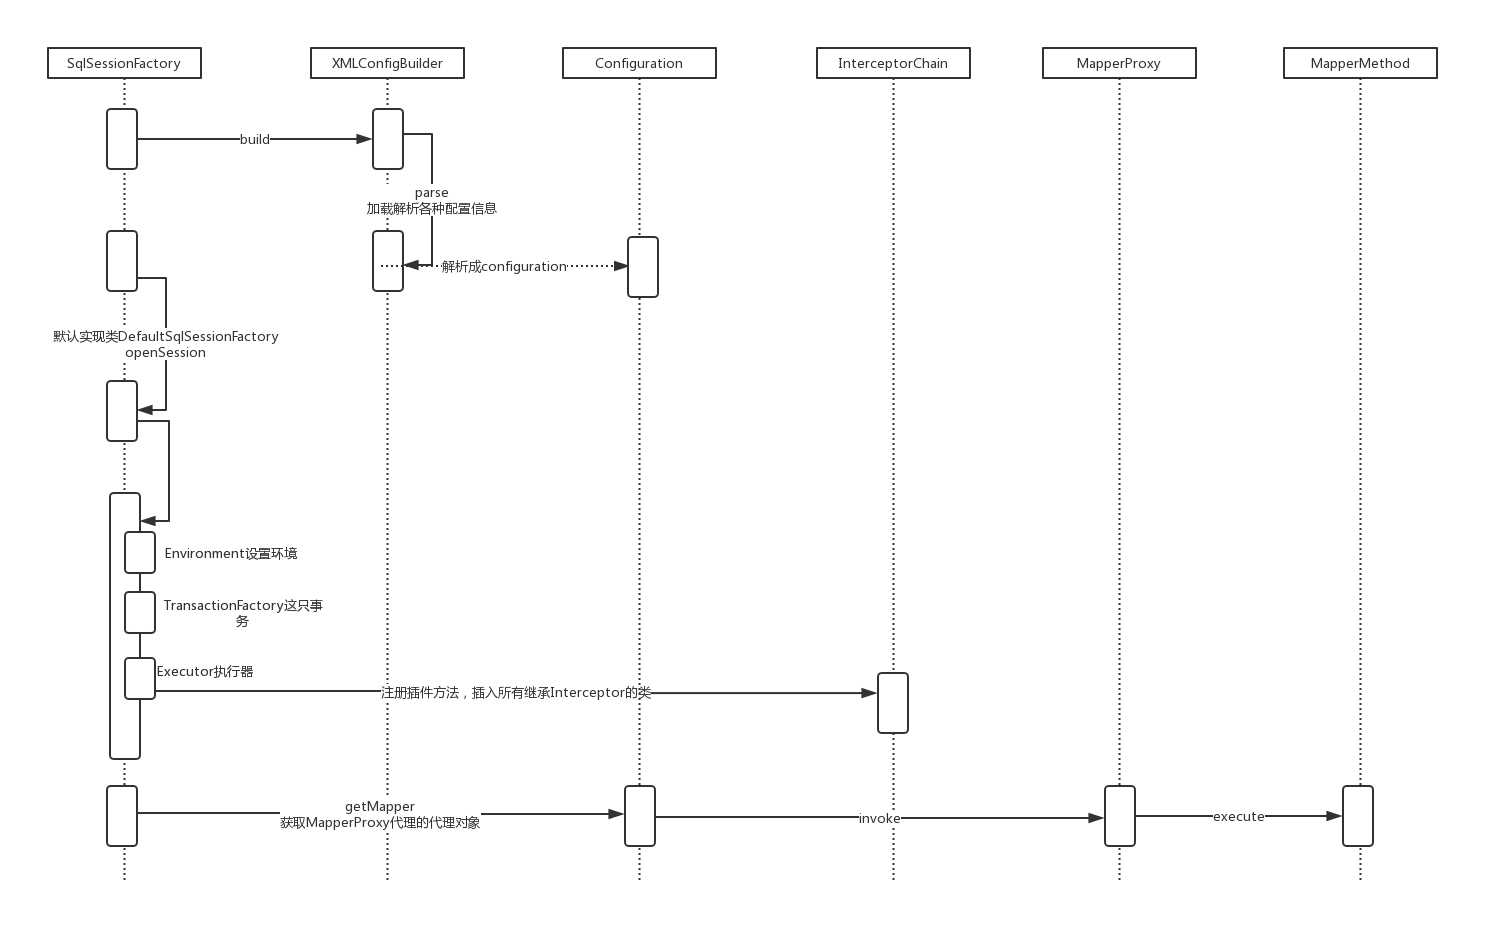 SqlSessionFactory
XMLConfigBuilder
Configuration
InterceptorChain
MapperProxy
MapperMethod
build
parse
加载解析各种配置信息
解析成configuration
默认实现类DefaultSqlSessionFactory
openSession
Environment设置环境
TransactionFactory这只事
务
Executor执行器
注册插件方法，插入所有继承Interceptor的类
getMapper
获取MapperProxy代理的代理对象
invoke
execute